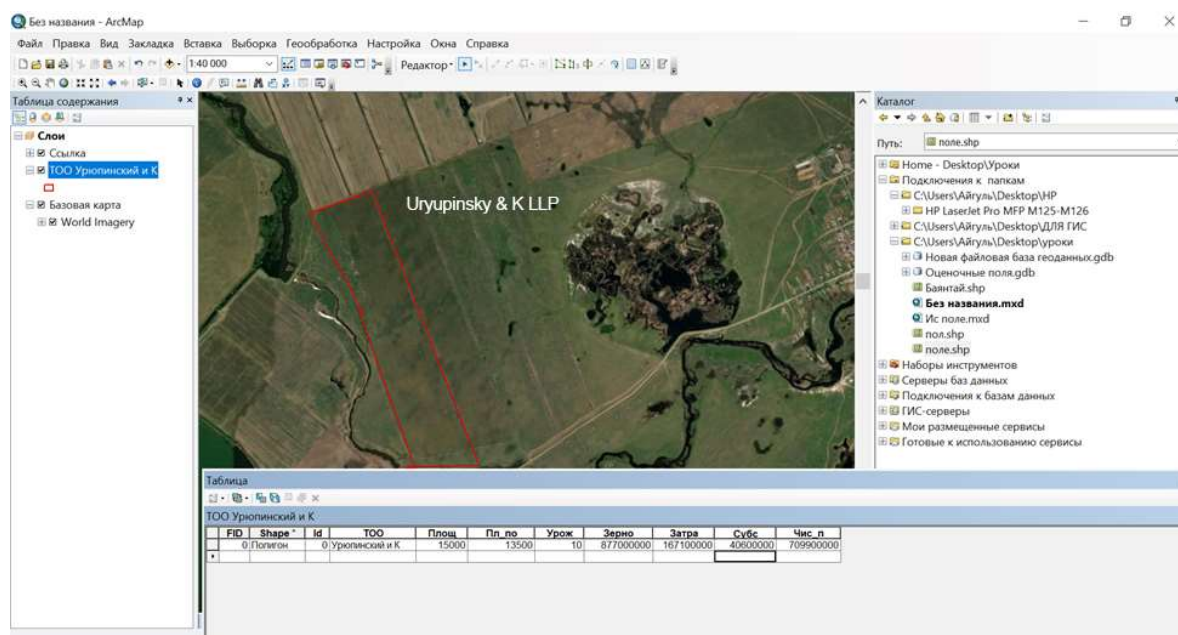 Без названия - ArcMap
Файл Правка Вид Закладка Вставка Выборка Геообработка Настройка Окна Справка
1:40 000 Редактор
Таблица содержания
Слои
Ссылка
ТОО Урюпинский и К
Базовая карта
World Imagery
Uryupinsky & K LLP
Каталог
Путь: поле.shp
Home - Desktop\Уроки
Подключения к папкам
C:\Users\Айгуль\Desktop\HP
HP LaserJet Pro MFP M125-M126
C:\Users\Айгуль\Desktop\ДЛЯ ГИС
C:\Users\Айгуль\Desktop\уроки
Новая файловая база геоданных.gdb
Оценочные поля.gdb
Баянтай.shp
Без названия.mxd
Ис поле.mxd
пол.shp
поле.shp
Наборы инструментов
Серверы баз данных
Подключения к базам данных
ГИС-серверы
Мои размещенные сервисы
Готовые к использованию сервисы
Таблица
ТОО Урюпинский и К
FID Shape * Id ТОО Площ Пл_по Урож Зерно Затра Субс Чис_п
0 Полигон 0 Урюпинский и К 15000 13500 10 877000000 167100000 40600000 709900000